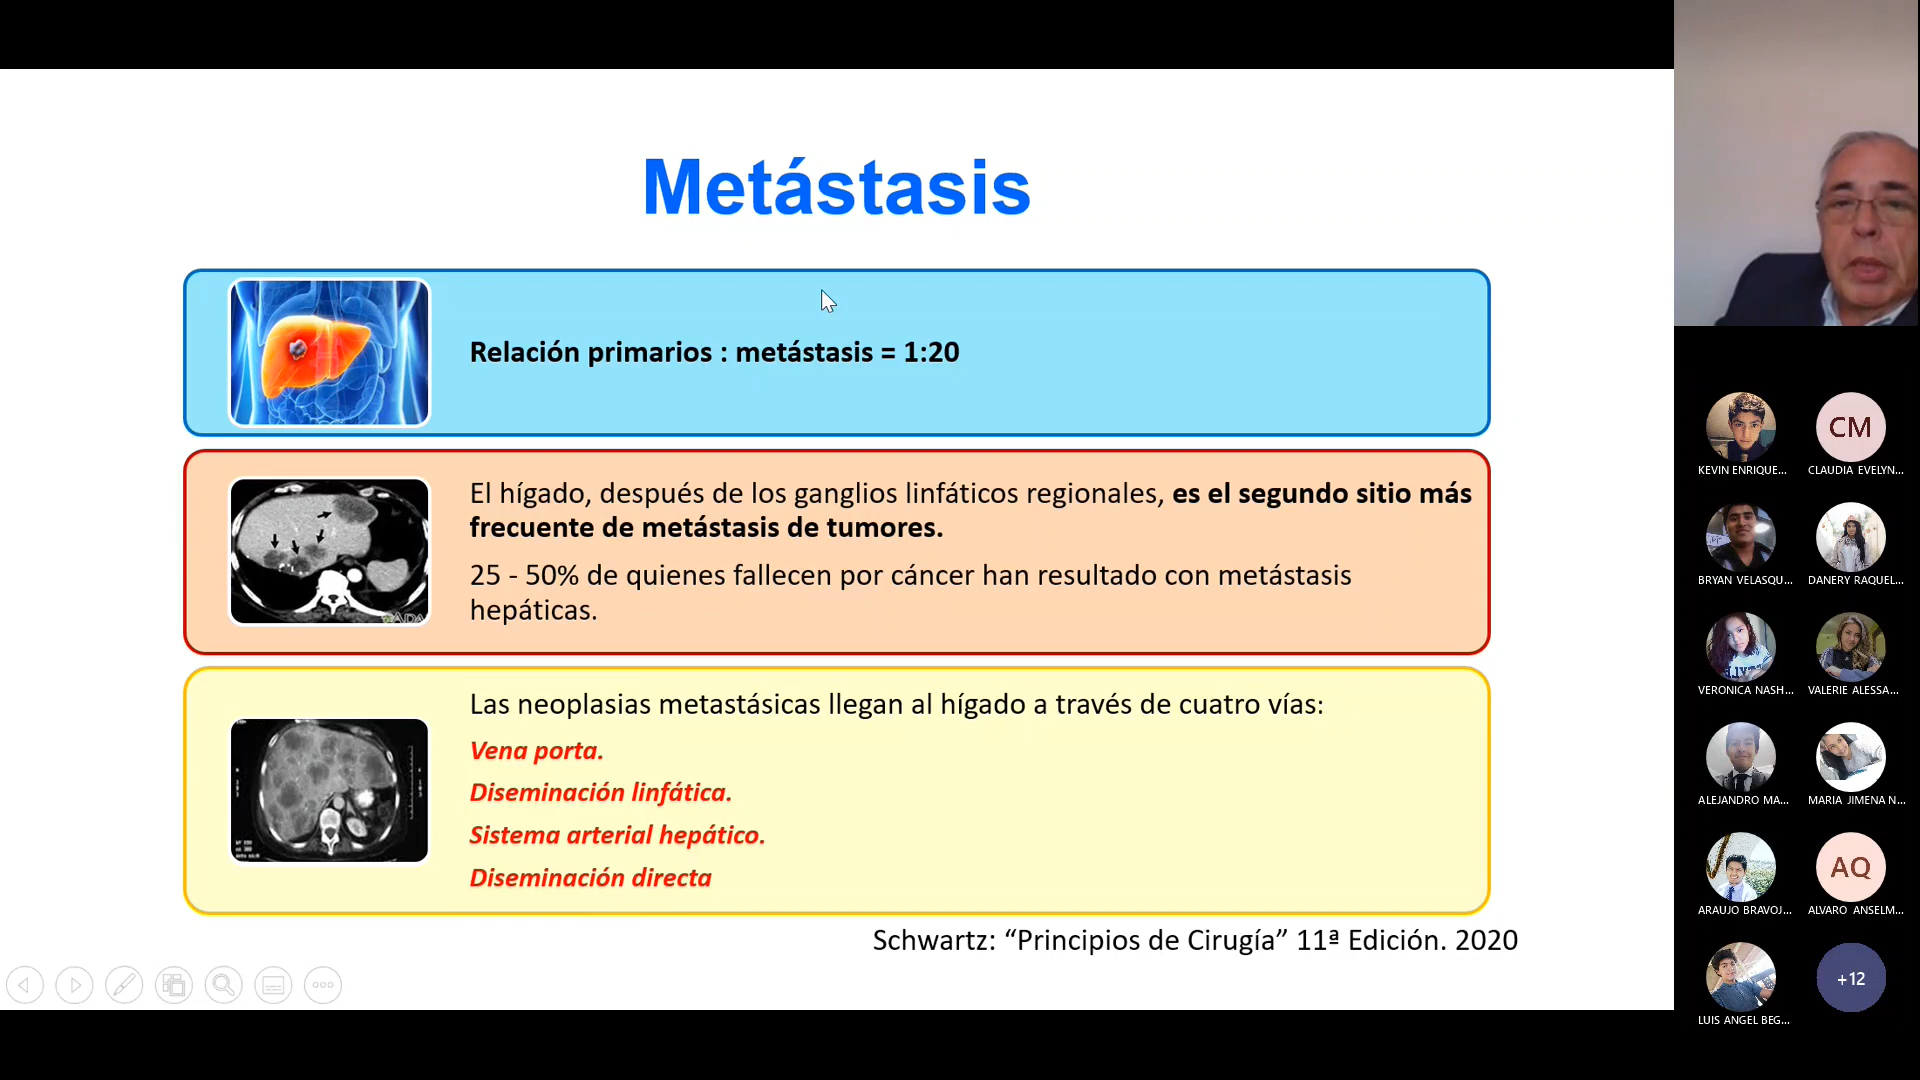 Metástasis
Relación primarios : metástasis = 1:20
El hígado, después de los ganglios linfáticos regionales, es el segundo sitio más
frecuente de metástasis de tumores.
25 - 50% de quienes fallecen por cáncer han resultado con metástasis
hepáticas.
Las neoplasias metastásicas llegan al hígado a través de cuatro vías:
Vena porta.
Diseminación linfática.
Sistema arterial hepático.
Diseminación directa
Schwartz: “Principios de Cirugía” 11ª Edición. 2020
CM
KEVIN ENRIQUE...
CLAUDIA EVELYN...
BRYAN VELASQU...
DANERY RAQUEL...
VERONICA NASH...
VALERIE ALESSA...
ALEJANDRO MA...
MARIA JIMENA N...
AQ
ARAUJO BRAVOJ...
ALVARO ANSELM...
+12
LUIS ANGEL BEG...